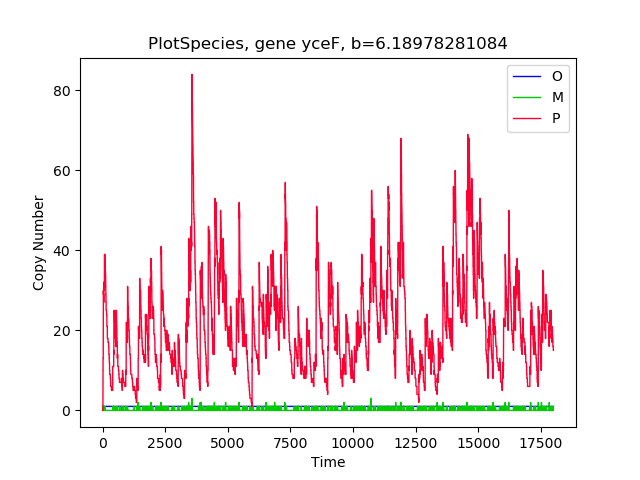 PlotSpecies, gene yceF, b=6.18978281084
O
M
P
80
60
40
20
0
Copy Number
0 2500 5000 7500 10000 12500 15000 17500
Time